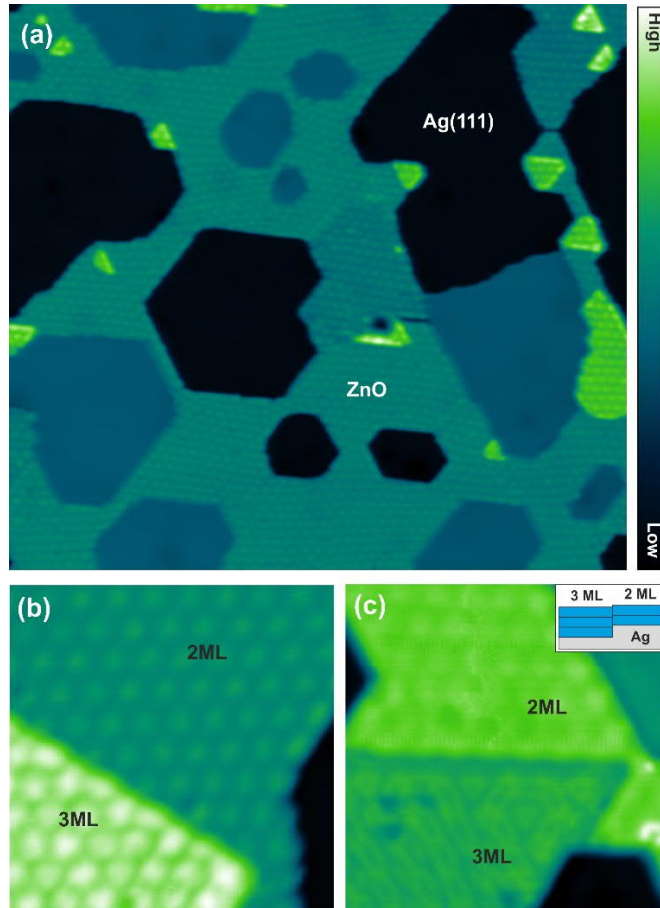 (a)
High
Ag(111)
ZnO
Low
(b)
2ML
3ML
(c)
3 ML 2 ML
Ag
2ML
3ML